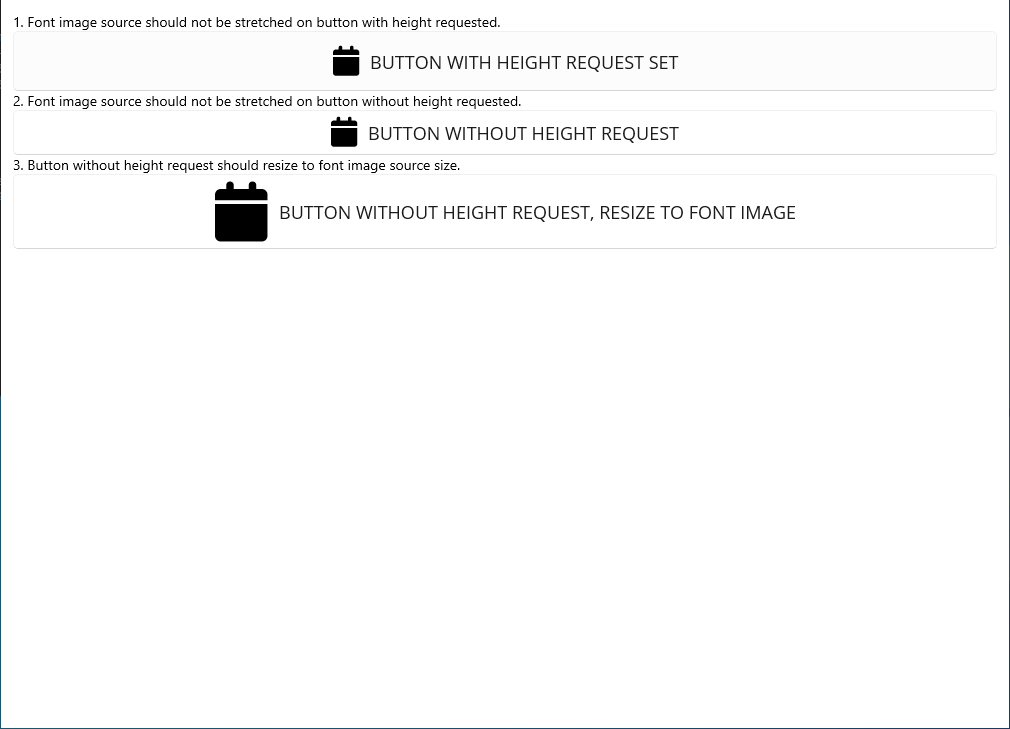 1. Font image source should not be stretched on button with height requested.
BUTTON WITH HEIGHT REQUEST SET
2. Font image source should not be stretched on button without height requested.
BUTTON WITHOUT HEIGHT REQUEST
3. Button without height request should resize to font image source size.
BUTTON WITHOUT HEIGHT REQUEST, RESIZE TO FONT IMAGE